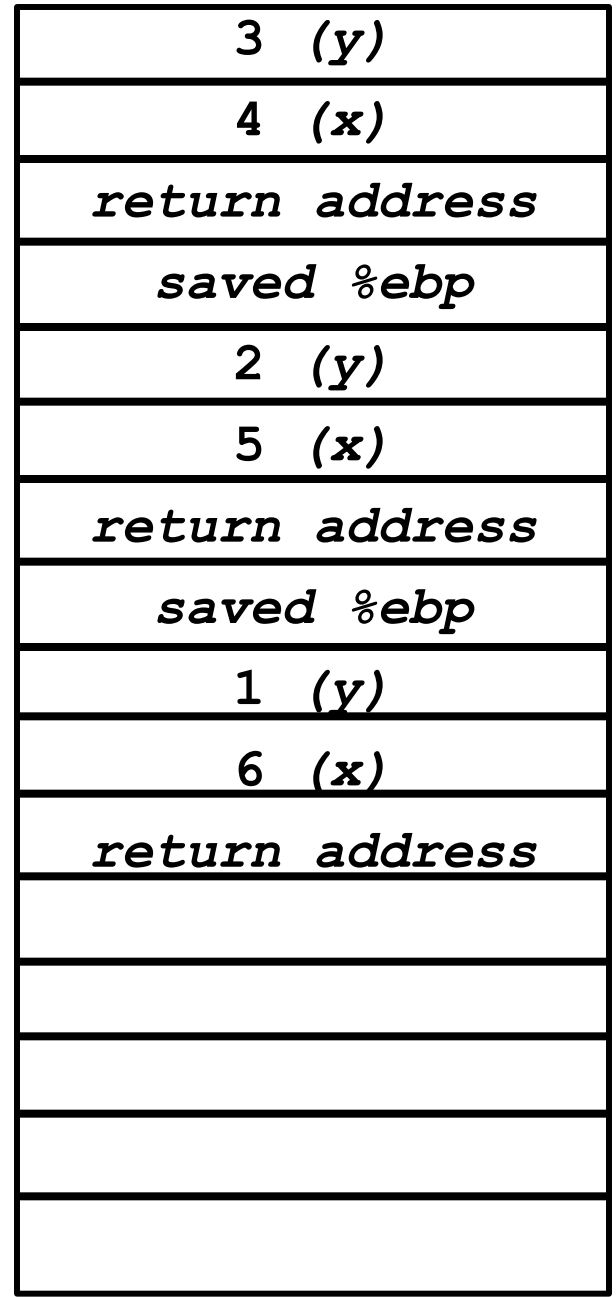 3 (y)
4 (x)
return address
saved %ebp
2 (y)
5 (x)
return address
saved %ebp
1 (y)
6 (x)
return address